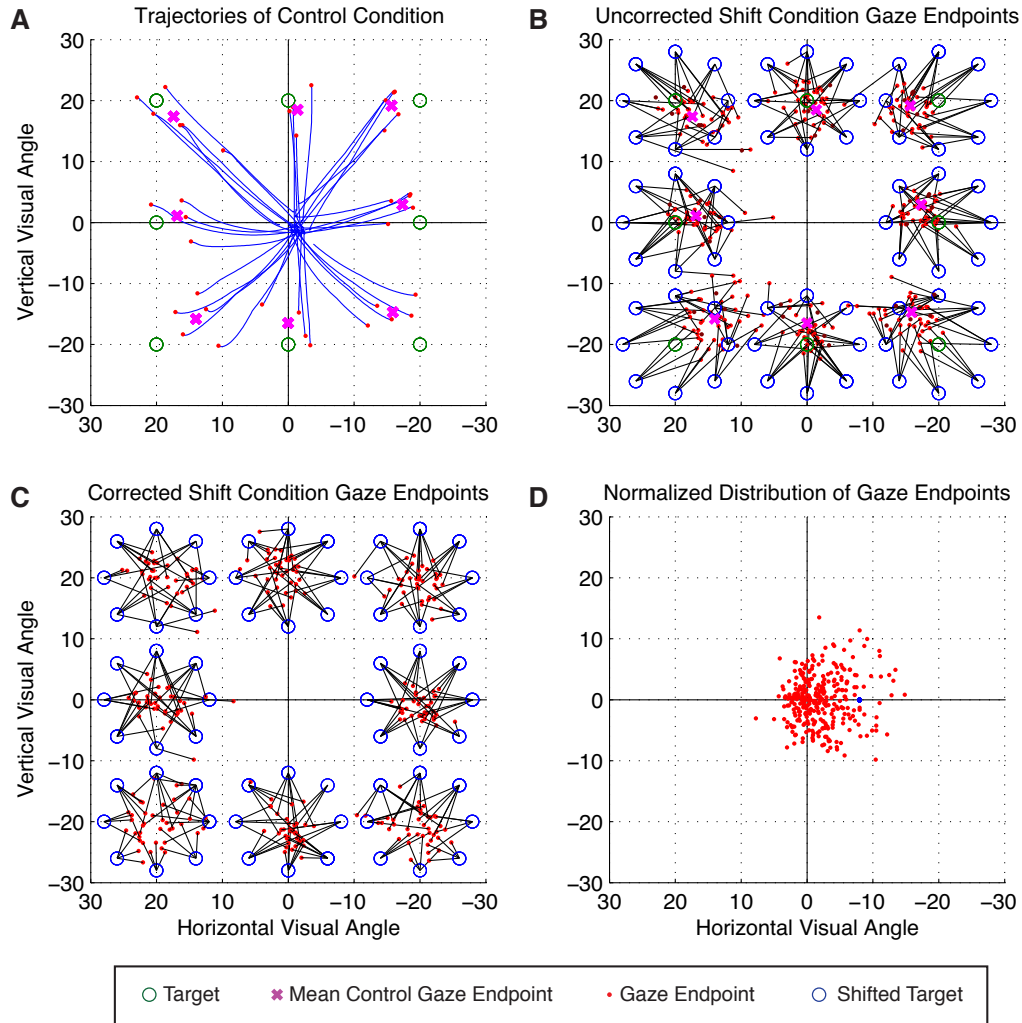 A Trajectories of Control Condition
30
20
10
0
−10
−20
−30
30 20 10 0 −10 −20 −30
Vertical Visual Angle
B Uncorrected Shift Condition Gaze Endpoints
30
20
10
0
−10
−20
−30
30 20 10 0 −10 −20 −30
C Corrected Shift Condition Gaze Endpoints
30
20
10
0
−10
−20
−30
30 20 10 0 −10 −20 −30
Vertical Visual Angle
Horizontal Visual Angle
D Normalized Distribution of Gaze Endpoints
30
20
10
0
−10
−20
−30
30 20 10 0 −10 −20 −30
Horizontal Visual Angle
Target Mean Control Gaze Endpoint Gaze Endpoint Shifted Target